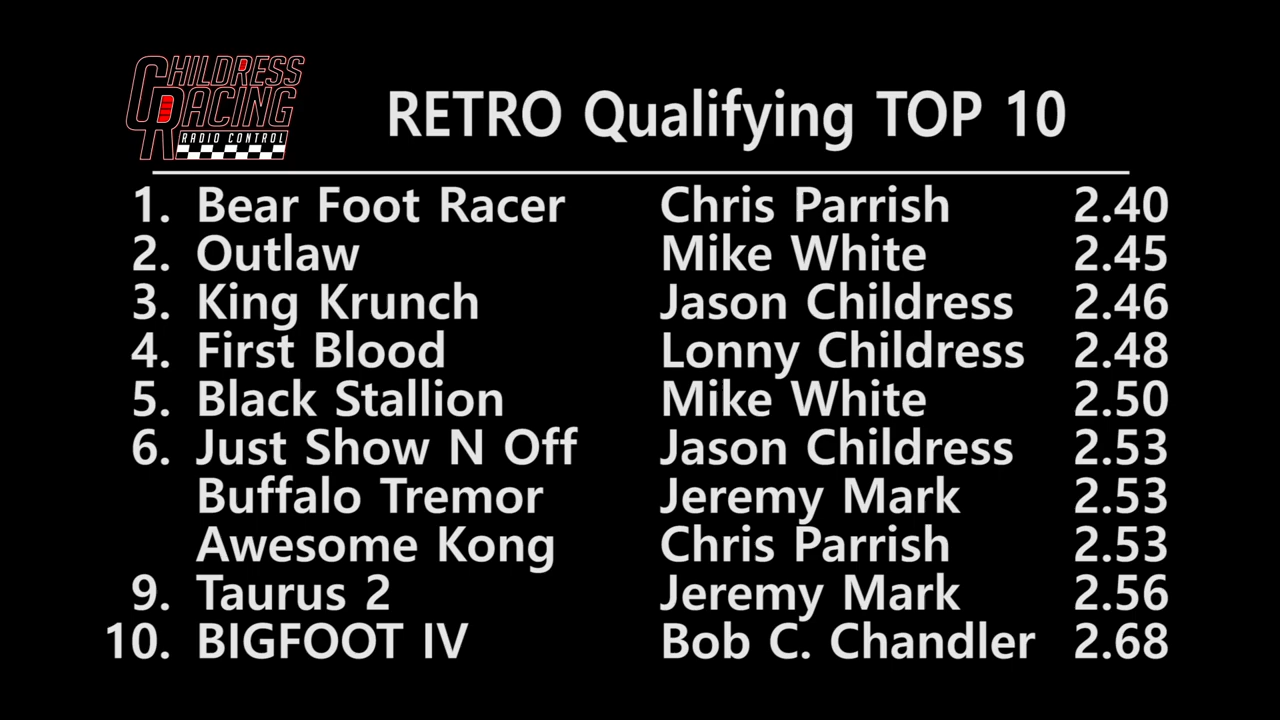 CHILDRESS
RACING
RADIO CONTROL
RETRO Qualifying TOP 10
1. Bear Foot Racer Chris Parrish 2.40
2. Outlaw Mike White 2.45
3. King Krunch Jason Childress 2.46
4. First Blood Lonny Childress 2.48
5. Black Stallion Mike White 2.50
6. Just Show N Off Jason Childress 2.53
Buffalo Tremor Jeremy Mark 2.53
Awesome Kong Chris Parrish 2.53
9. Taurus 2 Jeremy Mark 2.56
10. BIGFOOT IV Bob C. Chandler 2.68